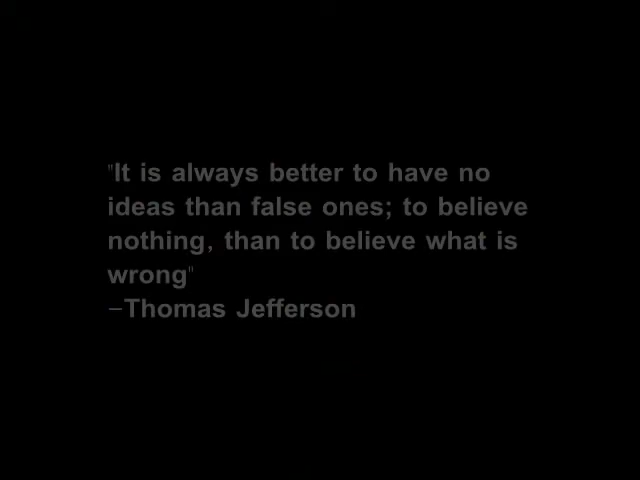 "It is always better to have no
ideas than false ones; to believe
nothing, than to believe what is
wrong"
–Thomas Jefferson